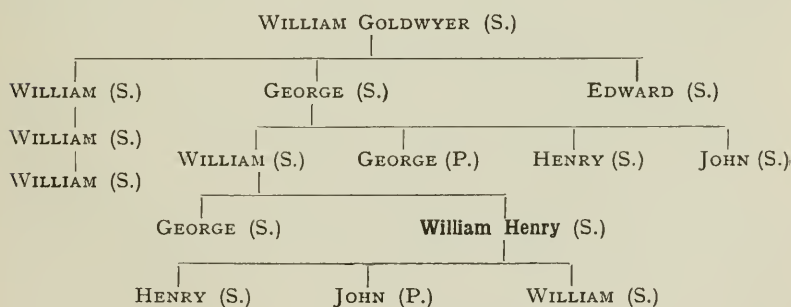 WILLIAM GOLDWYER (S.)
WILLIAM (S.) GEORGE (S.) EDWARD (S.)
WILLIAM (S.)
WILLIAM (S.) GEORGE (P.) HENRY (S.) JOHN (S.)
WILLIAM (S.)
GEORGE (S.) William Henry (S.)
HENRY (S.) JOHN (P.) WILLIAM (S.)